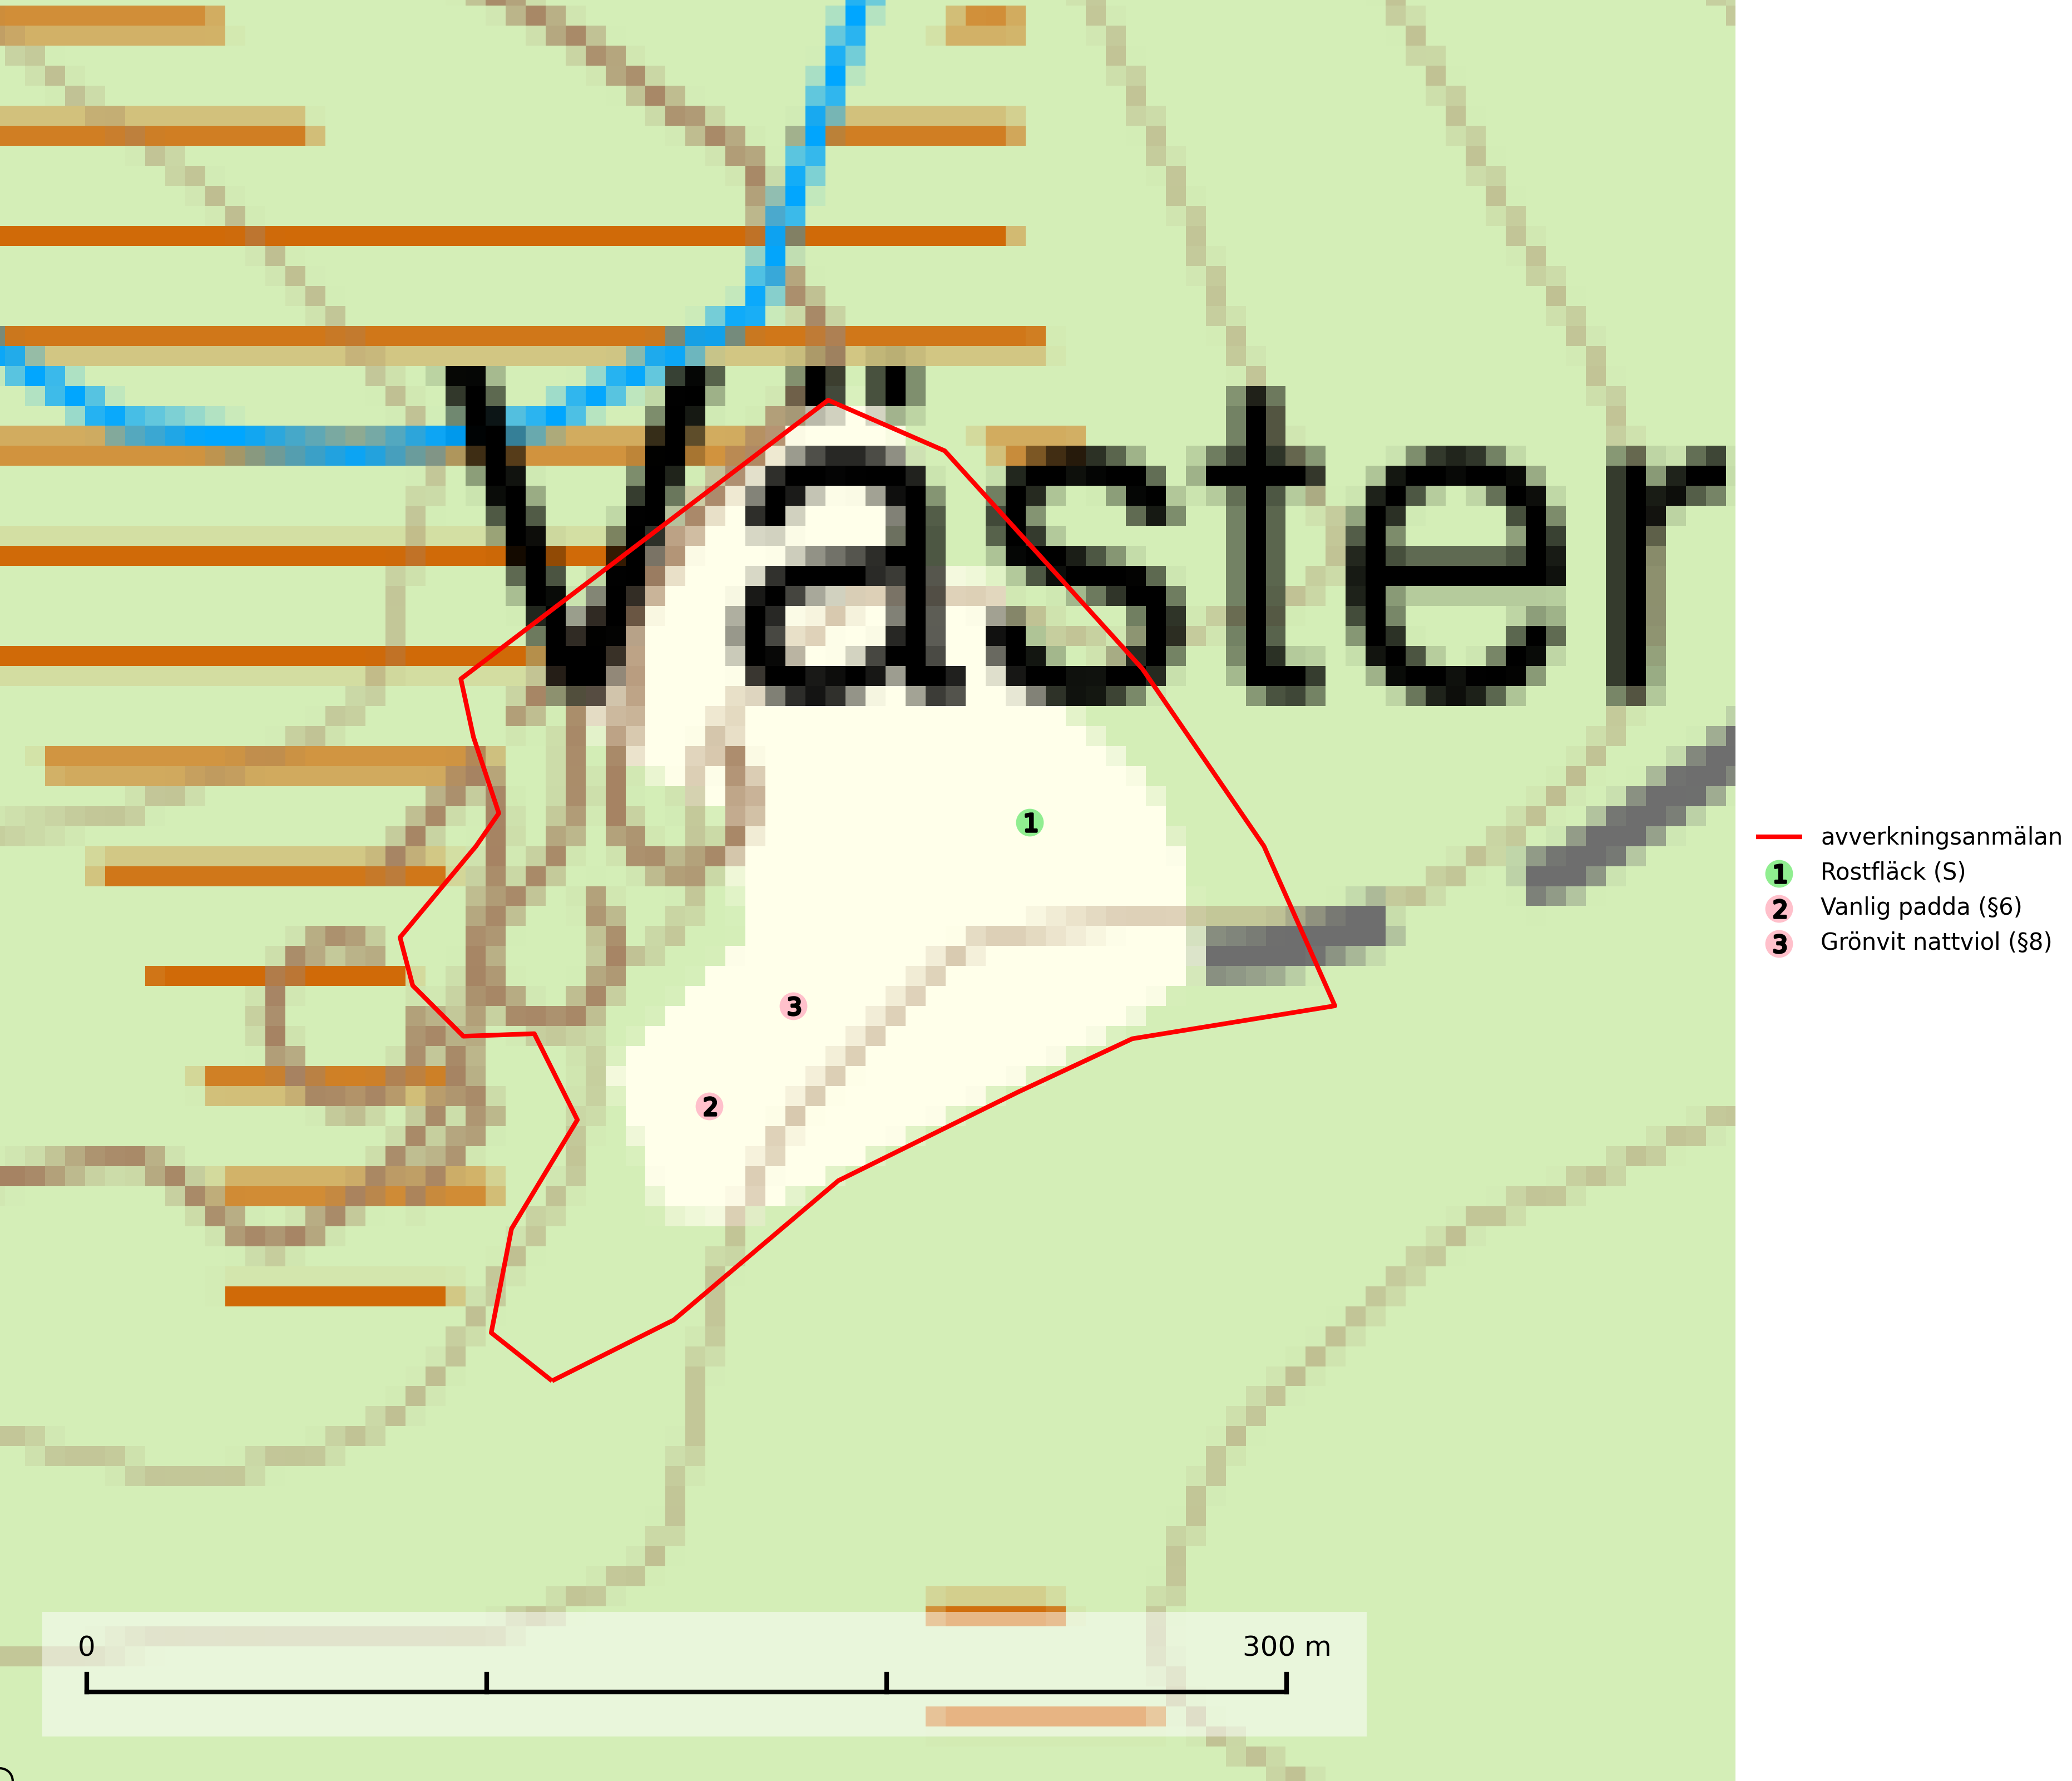 Väster
avverkningsanmälan
1 Rostfläck (S)
2 Vanlig padda (§6)
3 Grönvit nattviol (§8)
1
3
2
0 300 m